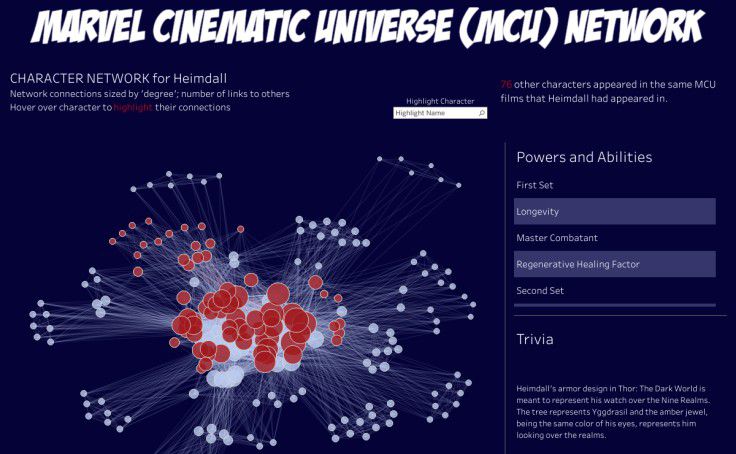 MARVEL CINEMATIC UNIVERSE (MCU) NETWORK
CHARACTER NETWORK for Heimdall
Network connections sized by 'degree'; number of links to others
Hover over character to highlight their connections
Highlight Character
Highlight Name
76 other characters appeared in the same MCU
films that Heimdall had appeared in.
Powers and Abilities
First Set
Longevity
Master Combatant
Regenerative Healing Factor
Second Set
Trivia
Heimdall's armor design in Thor: The Dark World is
meant to represent his watch over the Nine Realms.
The tree represents Yggdrasil and the amber jewel,
being the same color of his eyes, represents him
looking over the realms.